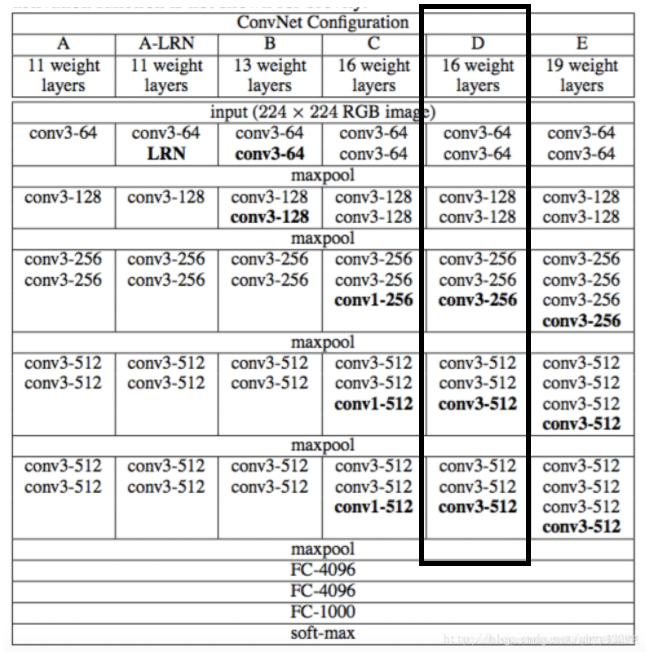 ConvNet Configuration
A A-LRN B C D E
11 weight layers 11 weight layers 13 weight layers 16 weight layers 16 weight layers 19 weight layers
input (224 × 224 RGB image)
conv3-64 conv3-64 conv3-64 conv3-64 conv3-64 conv3-64
LRN conv3-64 conv3-64 conv3-64 conv3-64
maxpool
conv3-128 conv3-128 conv3-128 conv3-128 conv3-128 conv3-128
conv3-128 conv3-128 conv3-128 conv3-128
maxpool
conv3-256 conv3-256 conv3-256 conv3-256 conv3-256 conv3-256
conv3-256 conv3-256 conv3-256 conv3-256 conv3-256 conv3-256
conv1-256 conv3-256 conv3-256
conv3-256
maxpool
conv3-512 conv3-512 conv3-512 conv3-512 conv3-512 conv3-512
conv3-512 conv3-512 conv3-512 conv3-512 conv3-512 conv3-512
conv1-512 conv3-512 conv3-512
conv3-512
maxpool
conv3-512 conv3-512 conv3-512 conv3-512 conv3-512 conv3-512
conv3-512 conv3-512 conv3-512 conv3-512 conv3-512 conv3-512
conv1-512 conv3-512 conv3-512
conv3-512
maxpool
FC-4096
FC-4096
FC-1000
soft-max